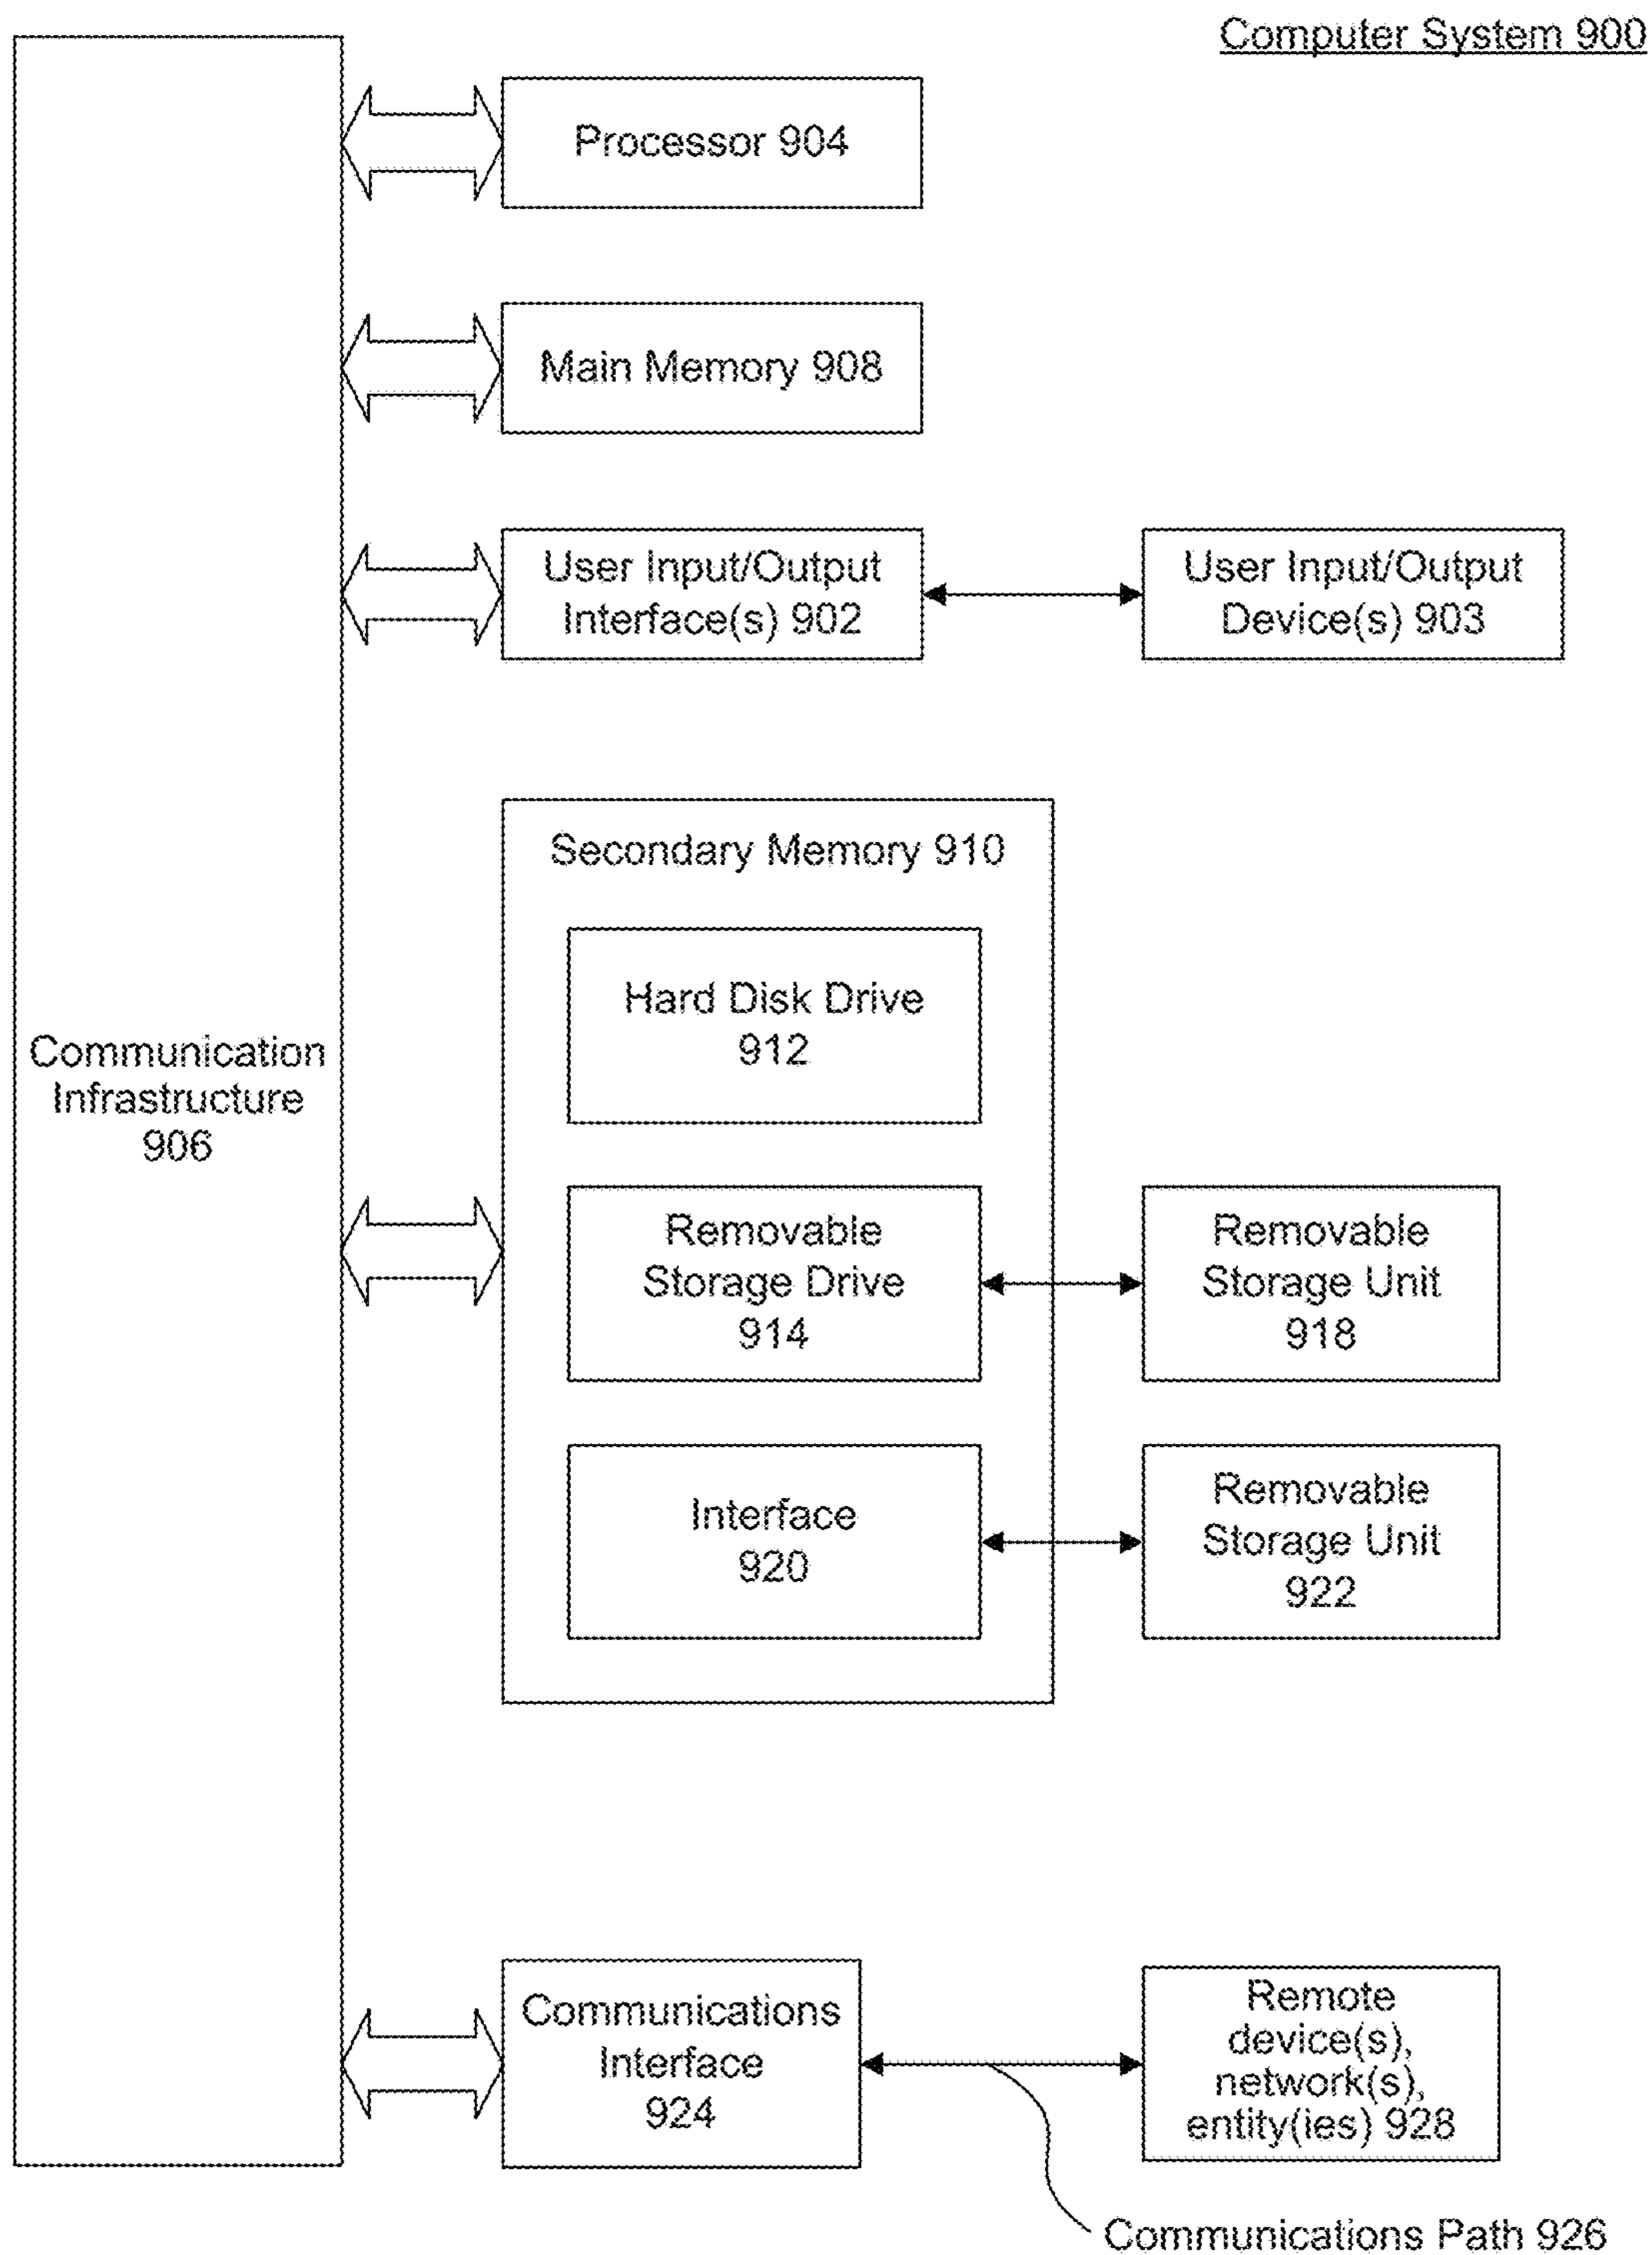 Computer System 900
Processor 904
Main Memory 908
User Input/Output
Interface(s) 902
User Input/Output
Device(s) 903
Secondary Memory 910
Hard Disk Drive
912
Communication
Infrastructure
906
Removable
Storage Drive
914
Removable
Storage Unit
918
Interface
920
Removable
Storage Unit
922
Communications
Interface
924
Remote
device(s),
network(s),
entity(ies) 928
Communications Path 926